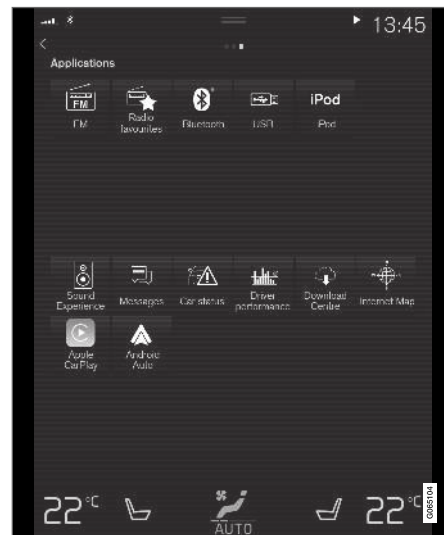 13:45
Applications
FM
iPod
FM
Radio
favourites
Bluetooth
USB
iPod
Sound
Experience
Messages
Car status
Driver
performance
Download
Centre
Internet Map
Apple
CarPlay
Android
Auto
22°C
AUTO
22°C
G065104